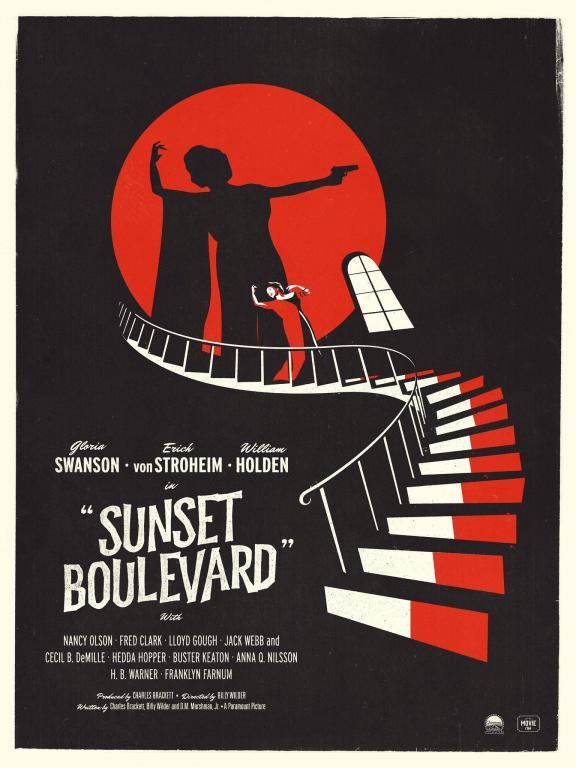 Gloria Erich William
SWANSON · von STROHEIM · HOLDEN
in
"SUNSET
BOULEVARD"
With
NANCY OLSON · FRED CLARK · LLOYD GOUGH · JACK WEBB and
CECIL B. DeMILLE · HEDDA HOPPER · BUSTER KEATON · ANNA Q. NILSSON
H. B. WARNER · FRANKLYN FARNUM
Produced by CHARLES BRACKETT • Directed by BILLY WILDER
Written by Charles Brackett, Billy Wilder and D.M. Marshman, Jr. • A Paramount Picture
MOVIE